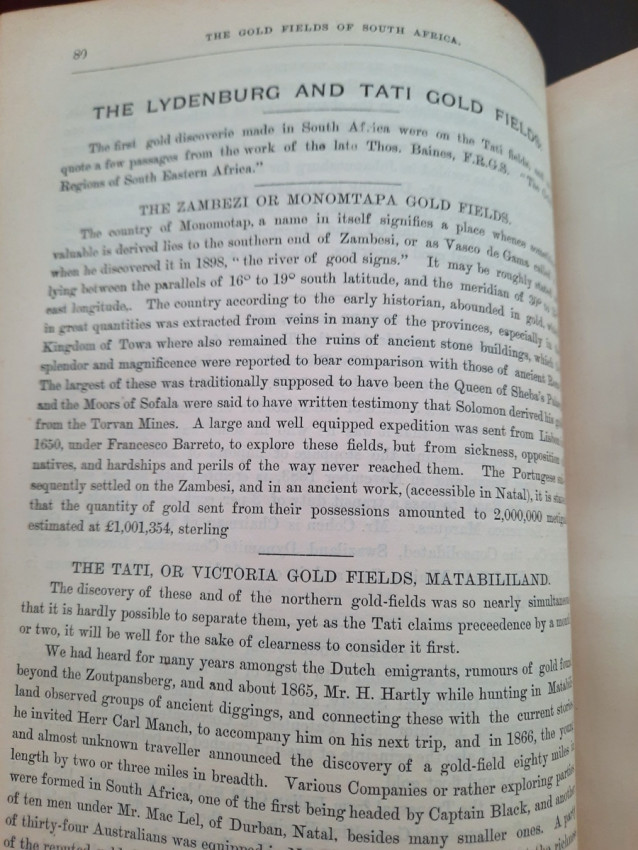 80
THE GOLD FIELDS OF SOUTH AFRICA.
THE LYDENBURG AND TATI GOLD FIELDS.
The first gold discoverie made in South Af.ica were on the Tati fields,
quote a few passages from the work of the late Thos. Baines, F.R.G.S. "The
Regions of South Eastern Africa."
THE ZAMBEZI OR MONOMTAPA GOLD FIELDS.
The country of Monomotap, a name in itself signifies a place whence
valuable is derived lies to the southern end of Zambesi, or as Vasco de Gama called
when he discovered it in 1898, "the river of good signs." It may be roughly
lying between the parallels of 16° to 19° south latitude, and the meridian of
east longitude,. The country according to the early historian, abounded in gold,
in great quantities was extracted from veins in many of the provinces, especially
Kingdom of Towa where also remained the ruins of ancient stone buildings, which
splendor and magnificence were reported to bear comparison with those of ancient
The largest of these was traditionally supposed to have been the Queen of Sheba's
and the Moors of Sofala were said to have written testimony that Solomon derived his
from the Torvan Mines. A large and well equipped expedition was sent from
1650, under Francesco Barreto, to explore these fields, but from sickness,
natives, and hardships and perils of the way never reached them. The Portugese
sequently settled on the Zambesi, and in an ancient work, (accessible in Natal), it is
that the quantity of gold sent from their possessions amounted to 2,000,000
estimated at £1,001,354, sterling
THE TATI, OR VICTORIA GOLD FIELDS, MATABILILAND.
The discovery of these and of the northern gold-fields was so nearly
that it is hardly possible to separate them, yet as the Tati claims preceedence by a
or two, it will be well for the sake of clearness to consider it first.
We had heard for many years amongst the Dutch emigrants, rumours of gold
beyond the Zoutpansberg, and and about 1865, Mr. H. Hartly while hunting in
land observed groups of ancient diggings, and connecting these with the current
he invited Herr Carl Manch, to accompany him on his next trip, and in 1866, the
and almost unknown traveller announced the discovery of a gold-field eighty miles
length by two or three miles in breadth. Various Companies or rather exploring
were formed in South Africa, one of the first being headed by Captain Black, and
of ten men under Mr. Mac Lel, of Durban, Natal, besides many smaller ones. A
of thirty-four Australians was
of the